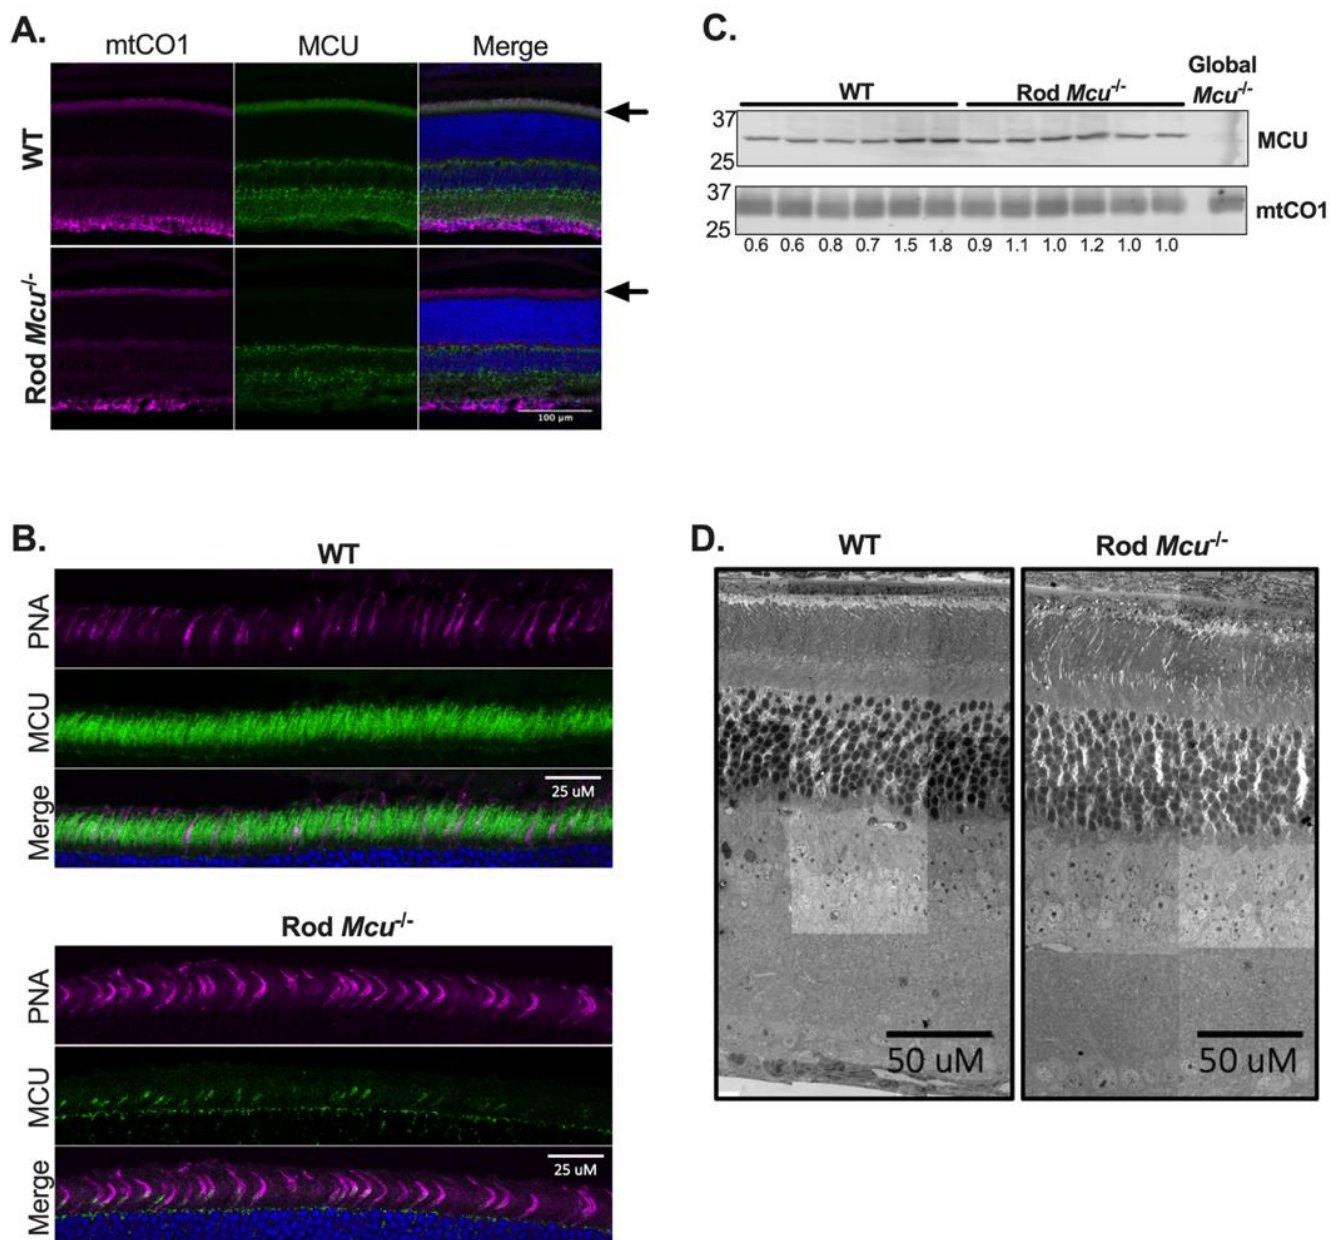 A.
mtCO1 MCU Merge
WT
Rod Mcu-/-
100 µm
B.
WT
PNA
MCU
Merge
25 uM
Rod Mcu-/-
PNA
MCU
Merge
25 uM
C.
WT Rod Mcu-/- Global Mcu-/-
37
25
MCU
37
25
mtCO1
0.6 0.6 0.8 0.7 1.5 1.8 0.9 1.1 1.0 1.2 1.0 1.0
D.
WT Rod Mcu-/-
50 uM 50 uM